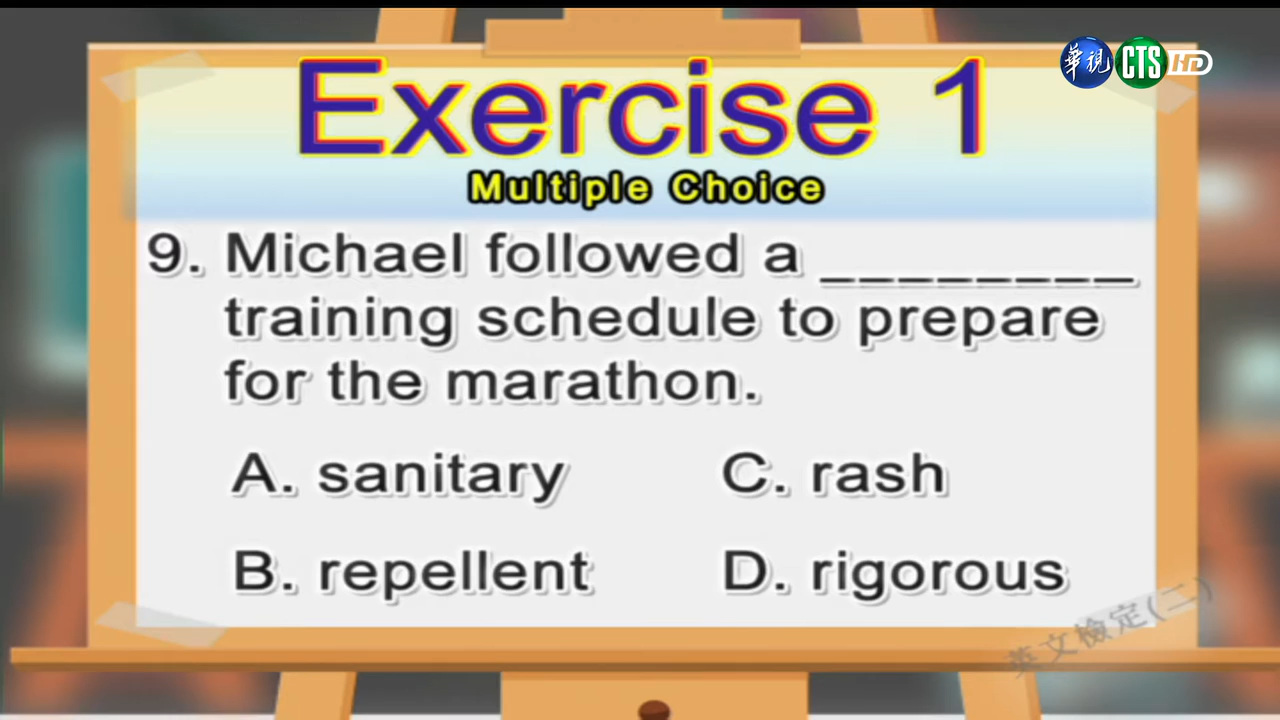 華視 CTS HD
Exercise 1
Multiple Choice
9. Michael followed a ________
training schedule to prepare
for the marathon.
A. sanitary
C. rash
B. repellent
D. rigorous
英文檢定(二)